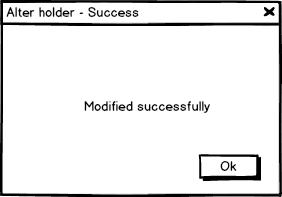 Alter holder - Success
Modified successfully
Ok